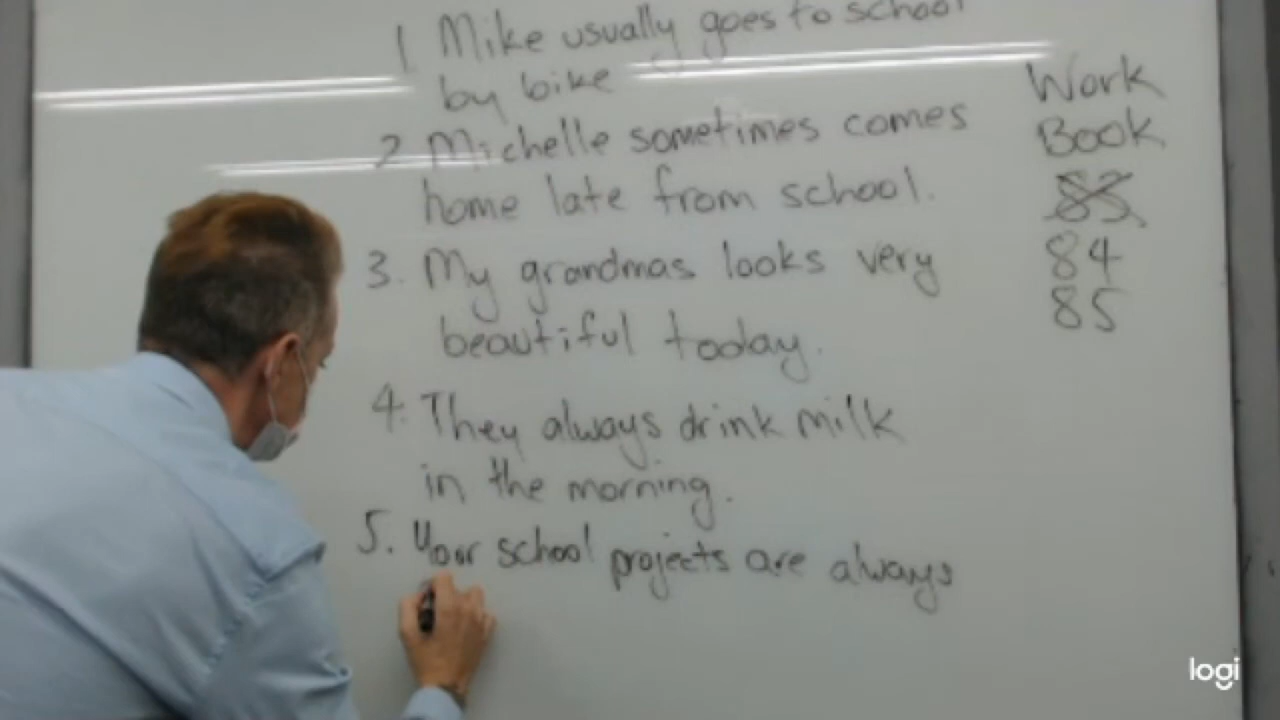 1 Mike usually goes to school
by bike
2 Michelle sometimes comes
home late from school.
3. My grandmas looks very
beautiful today.
4. They always drink milk
in the morning.
5. Your school projects are always
Work
Book
83
84
85
logi